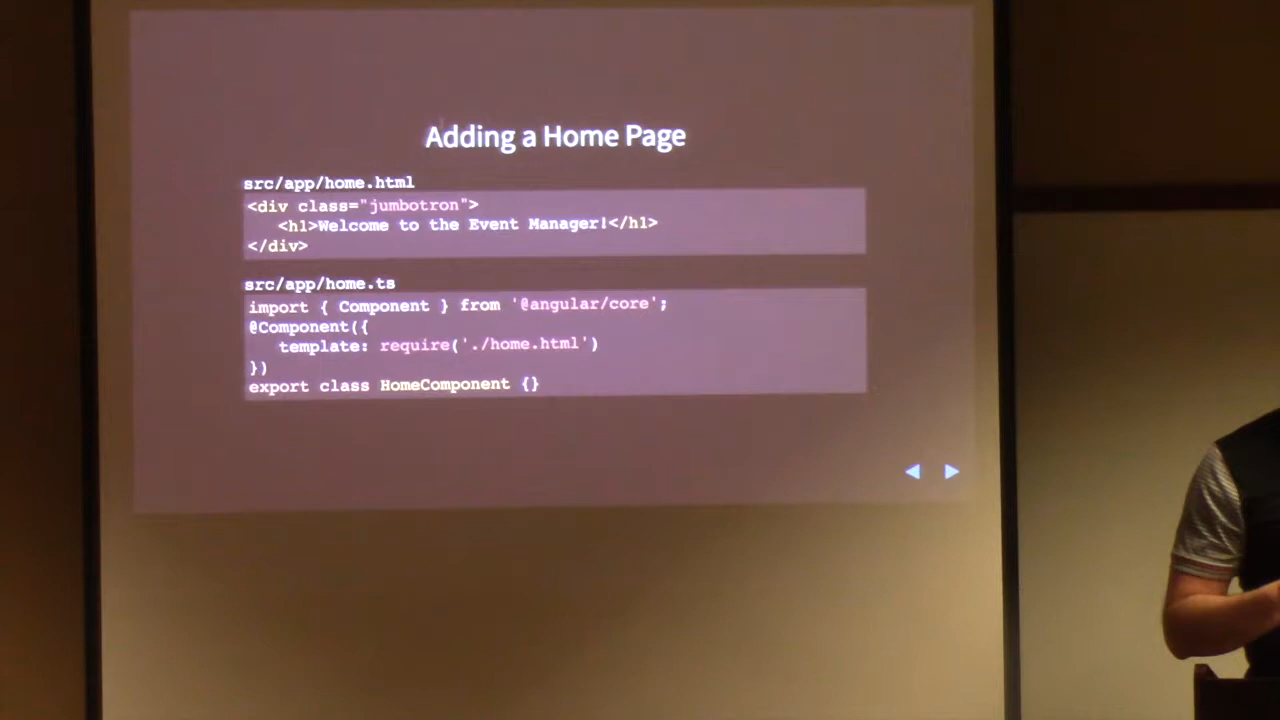 Adding a Home Page
src/app/home.html
<div class="jumbotron">
   <h1>Welcome to the Event Manager!</h1>
</div>
src/app/home.ts
import { Component } from '@angular/core';
@Component({
   template: require('./home.html')
})
export class HomeComponent {}